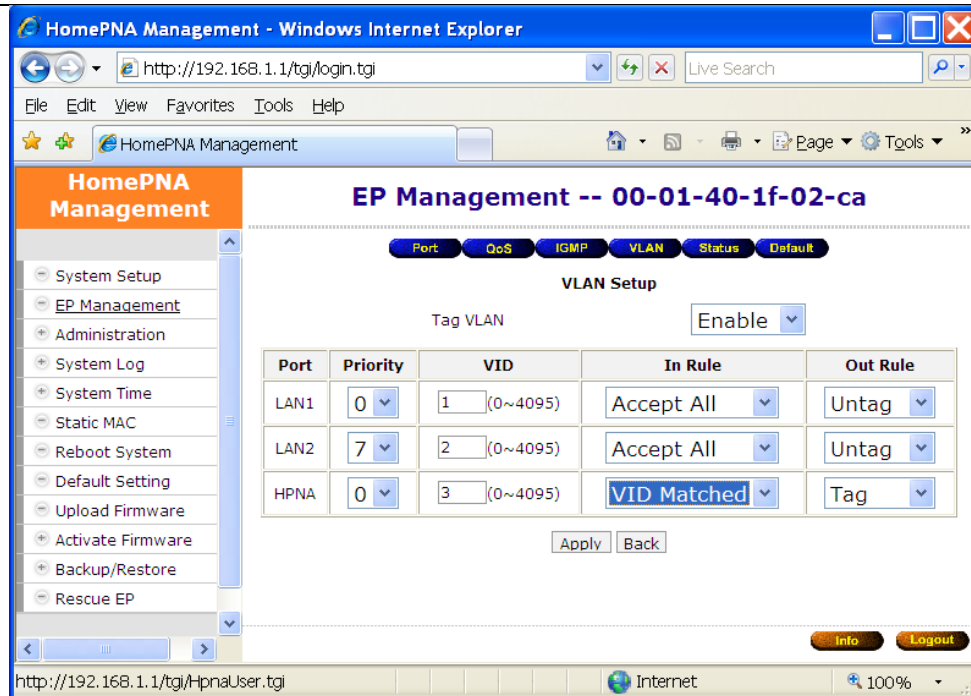 HomePNA Management - Windows Internet Explorer
http://192.168.1.1/tgi/login.tgi
Live Search
File Edit View Favorites Tools Help
HomePNA Management
Page Tools »
HomePNA
Management
EP Management -- 00-01-40-1f-02-ca
Port QoS IGMP VLAN Status Default
System Setup
EP Management
Administration
System Log
System Time
Static MAC
Reboot System
Default Setting
Upload Firmware
Activate Firmware
Backup/Restore
Rescue EP
VLAN Setup
Tag VLAN Enable
Port Priority VID In Rule Out Rule
LAN1 0 1 (0~4095) Accept All Untag
LAN2 7 2 (0~4095) Accept All Untag
HPNA 0 3 (0~4095) VID Matched Tag
Apply Back
Info Logout
http://192.168.1.1/tgi/HpnaUser.tgi Internet 100%